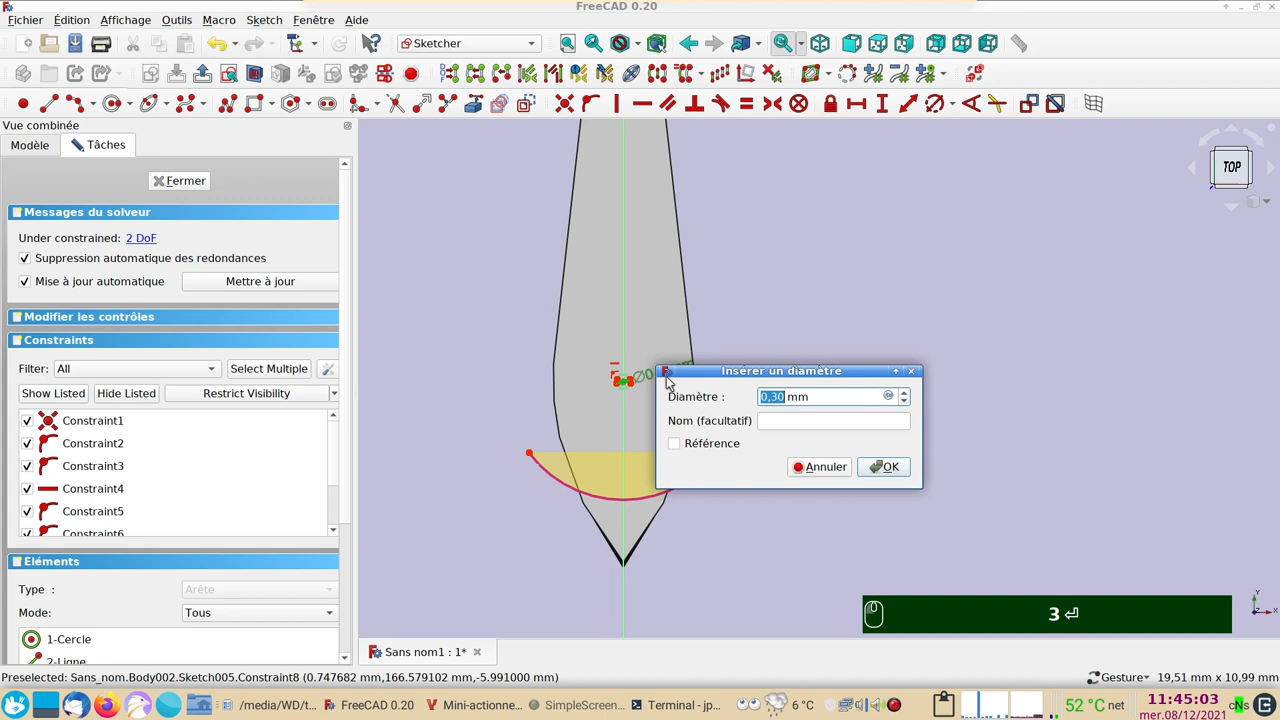 FreeCAD 0.20
Fichier Édition Affichage Outils Macro Sketch Fenêtre Aide
Sketcher
Vue combinée
Modèle Tâches
Fermer
Messages du solveur
Under constrained: 2 DoF
Suppression automatique des redondances
Mise à jour automatique Mettre à jour
Modifier les contrôles
Constraints
Filter: All Select Multiple
Show Listed Hide Listed Restrict Visibility
Constraint1
Constraint2
Constraint3
Constraint4
Constraint5
Constraint6
Eléments
Type : Arête
Mode: Tous
1-Cercle
2-Ligne
TOP
Insérer un diamètre
Diamètre : 0,30 mm
Nom (facultatif)
Référence
Annuler OK
3 ⏎
Y
X
Sans nom1 : 1*
Preselected: Sans_nom.Body002.Sketch005.Constraint8 (0.747682 mm,166.579102 mm,-5.991000 mm) Gesture 19,51 mm x 10,99 mm
/media/WD/t... FreeCAD 0.20 Mini-actionne... SimpleScreen... Terminal - jp... 6 °C 52 °C net 11:45:03
mer.08/12/2021